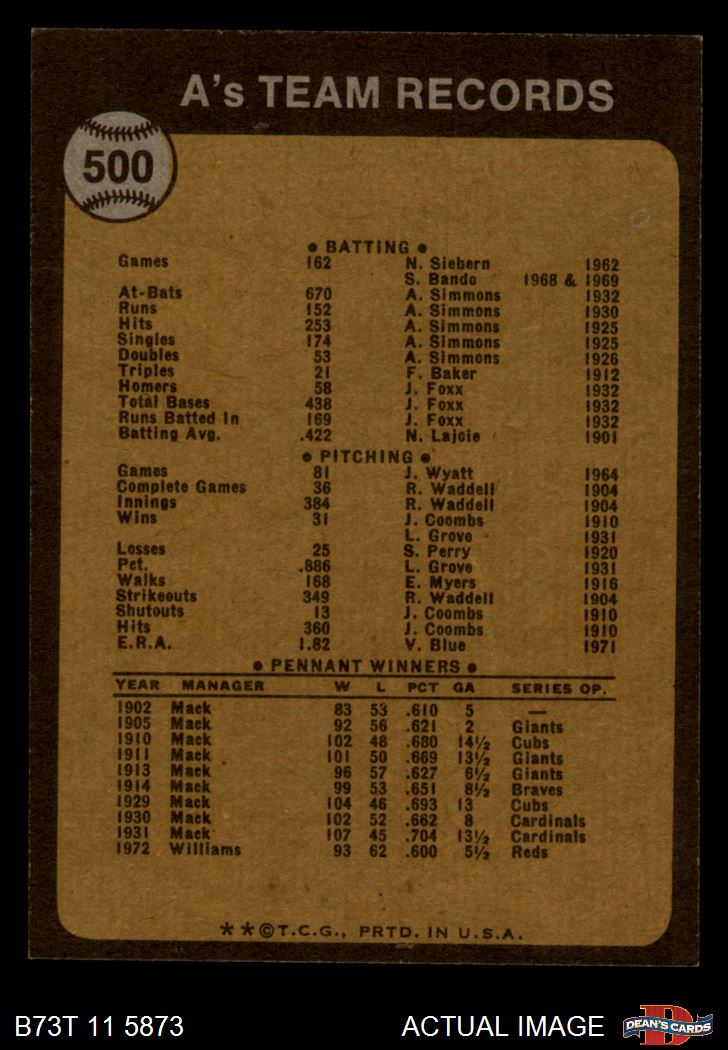 A's TEAM RECORDS
500
• BATTING •
Games 162 N. Siebern 1962
S. Bando 1968 & 1969
At-Bats 670 A. Simmons 1932
Runs 152 A. Simmons 1930
Hits 253 A. Simmons 1925
Singles 174 A. Simmons 1925
Doubles 53 A. Simmons 1926
Triples 21 F. Baker 1912
Homers 58 J. Foxx 1932
Total Bases 438 J. Foxx 1932
Runs Batted In 169 J. Foxx 1932
Batting Avg. .422 N. Lajoie 1901
• PITCHING •
Games 81 J. Wyatt 1964
Complete Games 36 R. Waddell 1904
Innings 384 R. Waddell 1904
Wins 31 J. Coombs 1910
L. Grove 1931
Losses 25 S. Perry 1920
Pct. .886 L. Grove 1931
Walks 168 E. Myers 1916
Strikeouts 349 R. Waddell 1904
Shutouts 13 J. Coombs 1910
Hits 360 J. Coombs 1910
E.R.A. 1.82 V. Blue 1971
• PENNANT WINNERS •
YEAR MANAGER W L PCT GA SERIES OP.
1902 Mack 83 53 .610 5 —
1905 Mack 92 56 .621 2 Giants
1910 Mack 102 48 .680 14½ Cubs
1911 Mack 101 50 .669 13½ Giants
1913 Mack 96 57 .627 6½ Giants
1914 Mack 99 53 .651 8½ Braves
1929 Mack 104 46 .693 13 Cubs
1930 Mack 102 52 .662 8 Cardinals
1931 Mack 107 45 .704 13½ Cardinals
1972 Williams 93 62 .600 5½ Reds
**©T.C.G., PRTD. IN U.S.A.
B73T 11 5873 ACTUAL IMAGE
DEAN'S CARDS